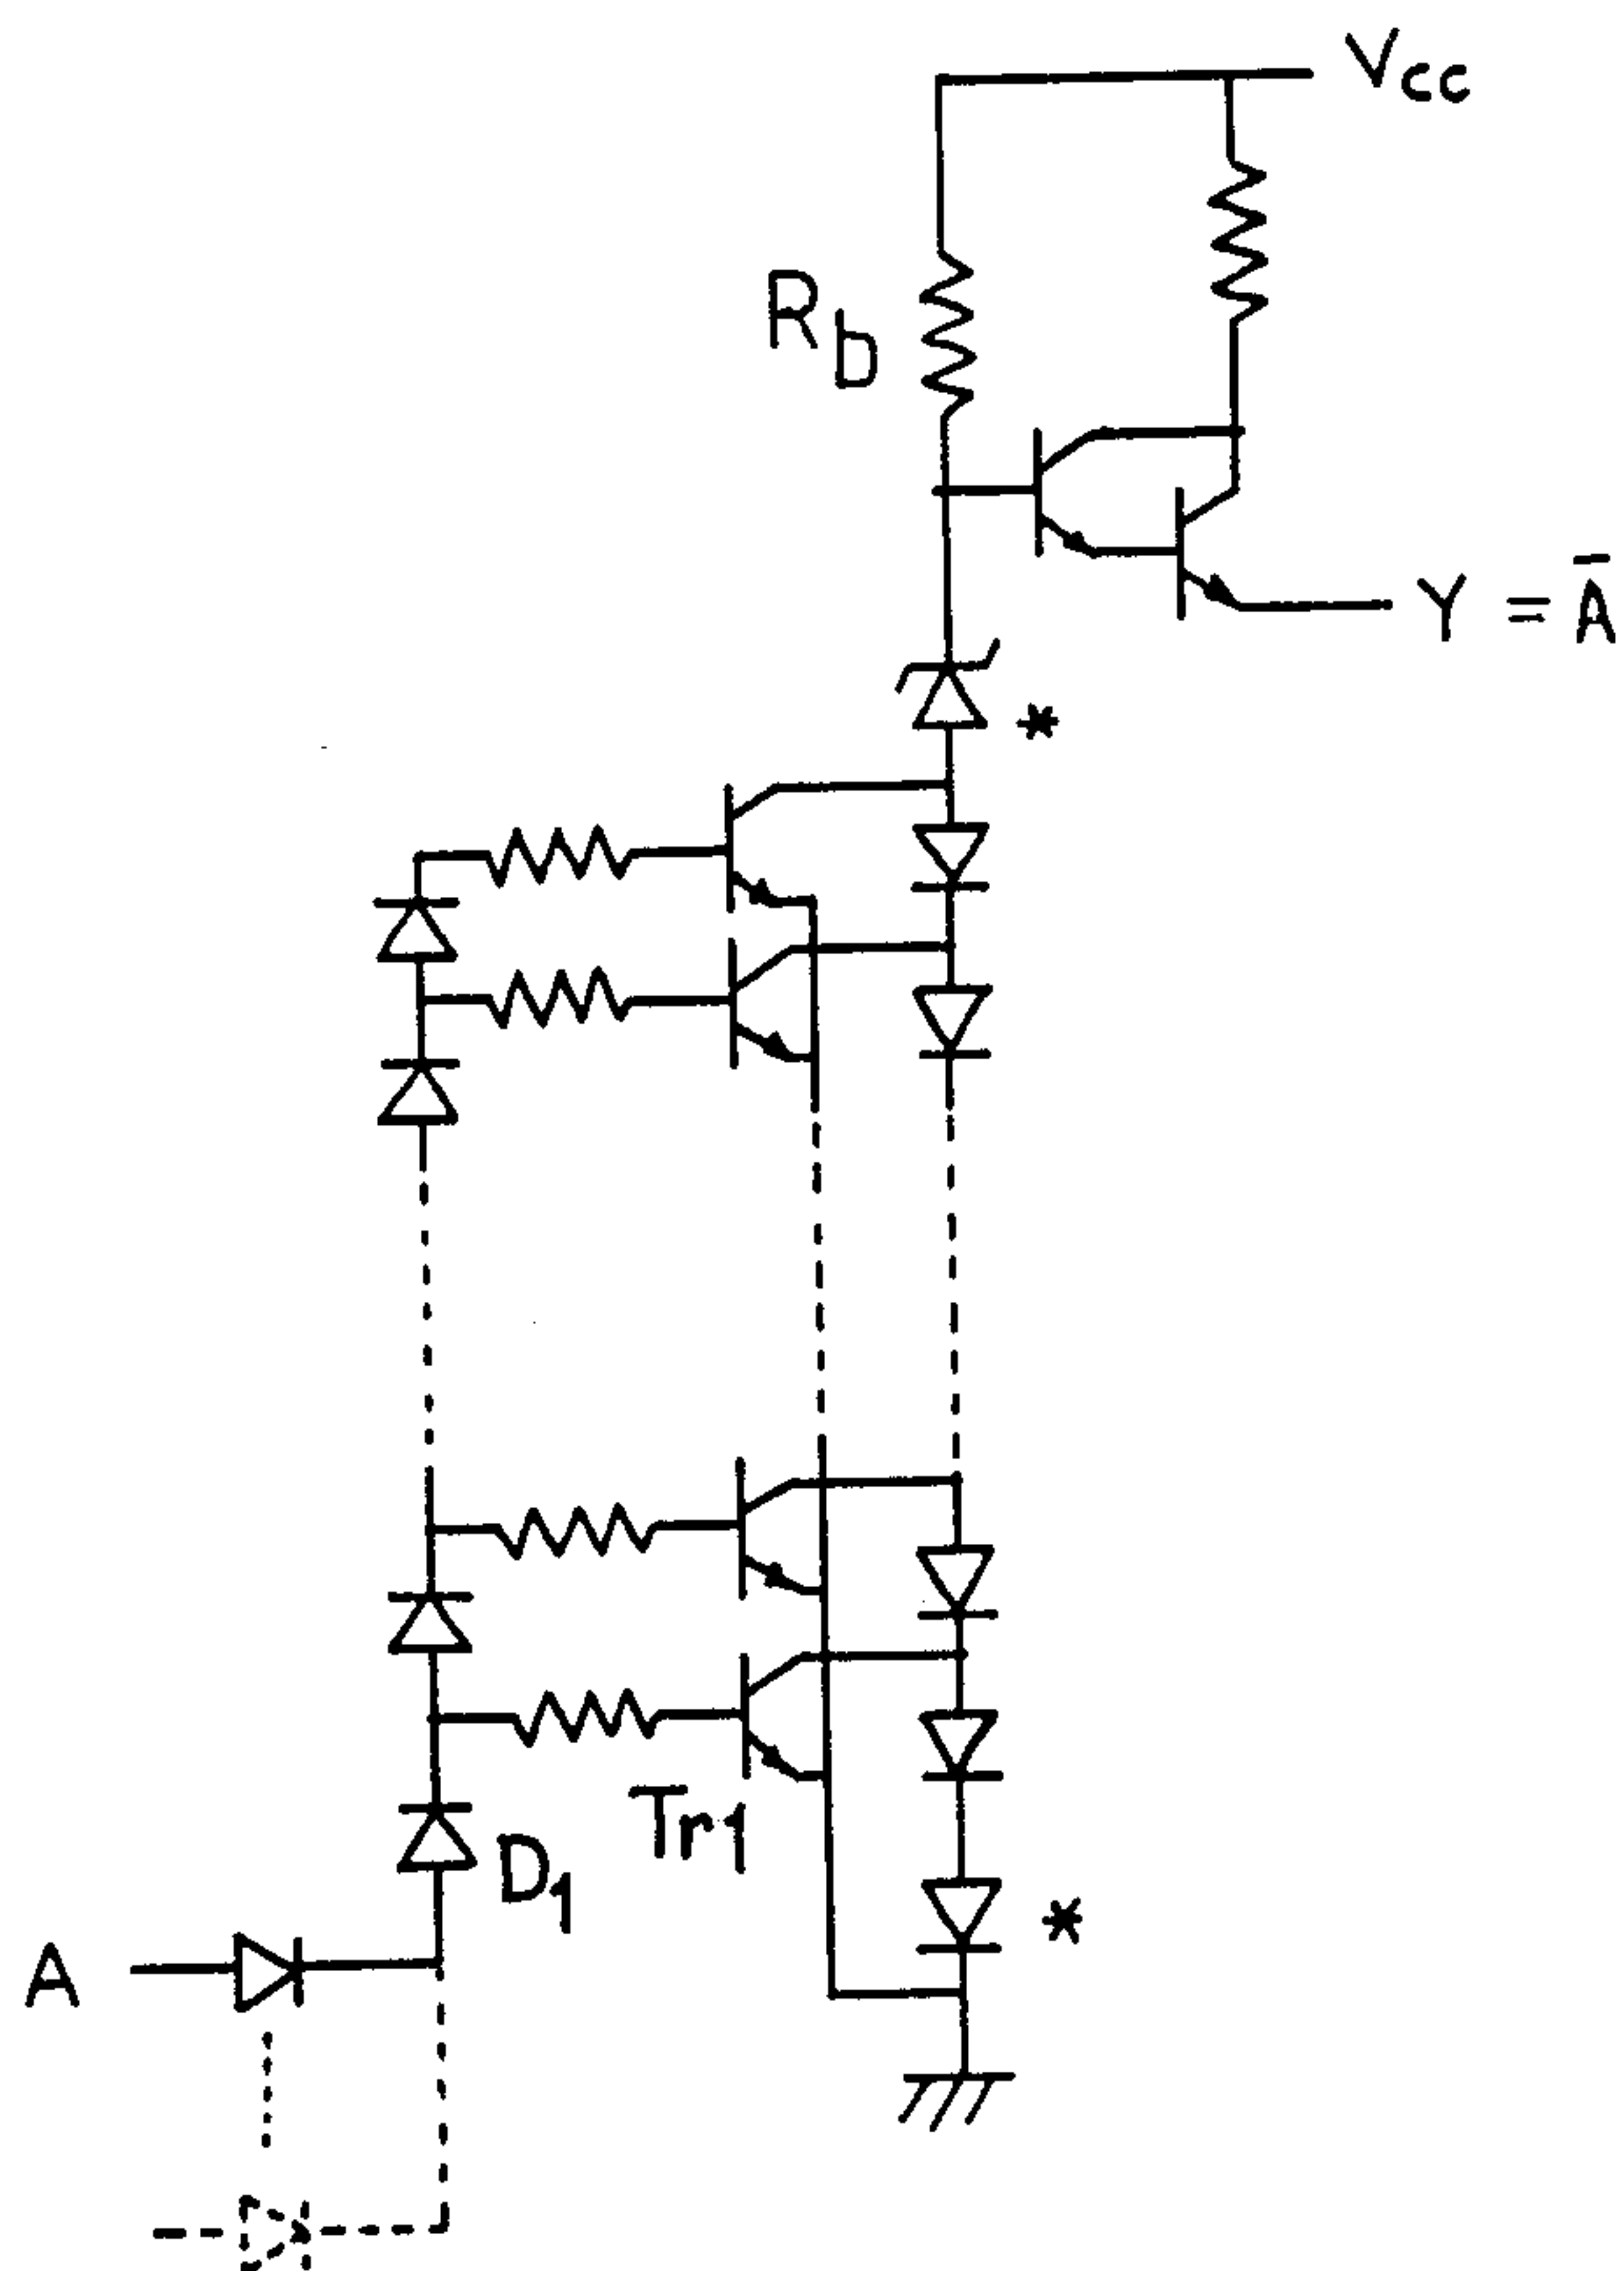 Vcc
Rb
Y = Ā
*
Tr1
D1
A
*